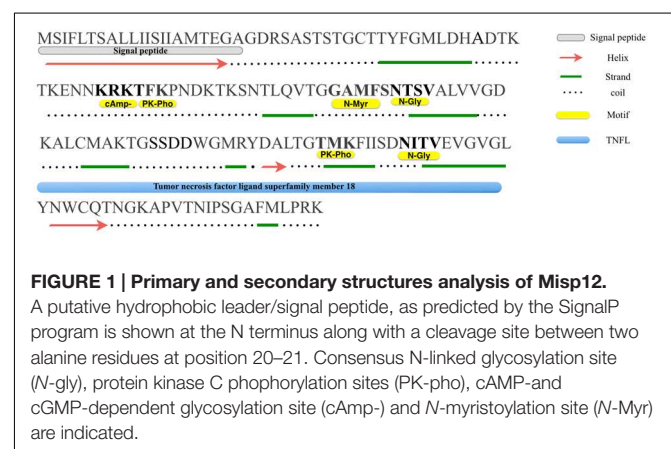 MSIFLTSALLIISIIAMTEGAGDRSASTSTGCTTYFGMLDHADTK
Signal peptide
TKENNKRKTFKPNDKTKSNTLQVTGGAMFSNTSVALVVGD
cAmp- PK-Pho N-Myr N-Gly
KALCMAKTGSSDDWGMRYDALTGTMKFIISDNITVEVGVGL
PK-Pho N-Gly
Tumor necrosis factor ligand superfamily member 18
YNWCQTNGKAPVTNIPSGAFMLPRK
Signal peptide
Helix
Strand
coil
Motif
TNFL
FIGURE 1 | Primary and secondary structures analysis of Misp12.
A putative hydrophobic leader/signal peptide, as predicted by the SignalP
program is shown at the N terminus along with a cleavage site between two
alanine residues at position 20–21. Consensus N-linked glycosylation site
(N-gly), protein kinase C phophorylation sites (PK-pho), cAMP-and
cGMP-dependent glycosylation site (cAmp-) and N-myristoylation site (N-Myr)
are indicated.